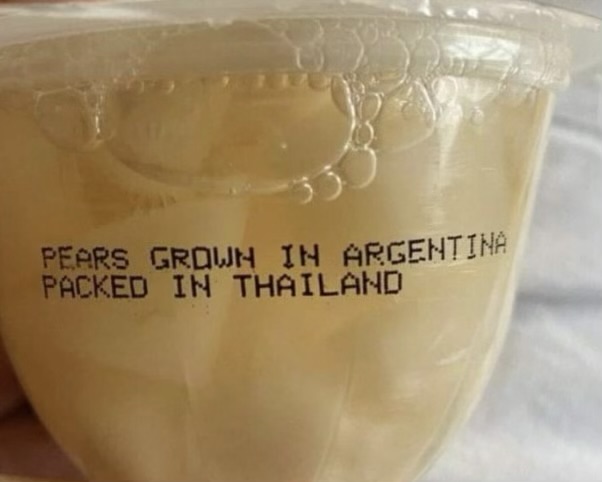 PEARS GROWN IN ARGENTINA
PACKED IN THAILAND